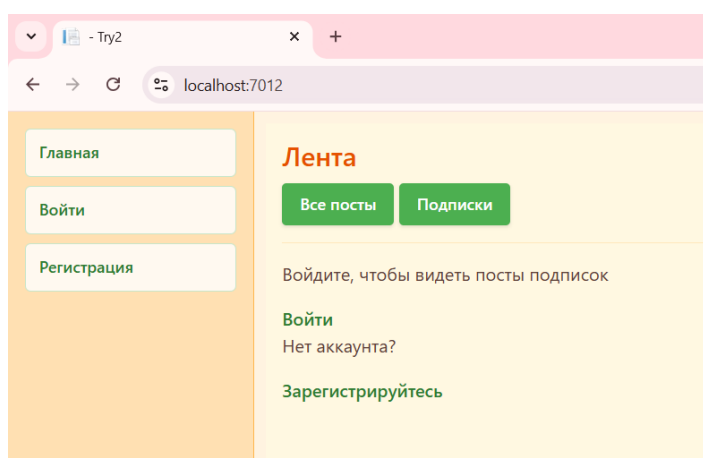 - Try2
localhost:7012
Главная
Войти
Регистрация
Лента
Все посты Подписки
Войдите, чтобы видеть посты подписок
Войти
Нет аккаунта?
Зарегистрируйтесь